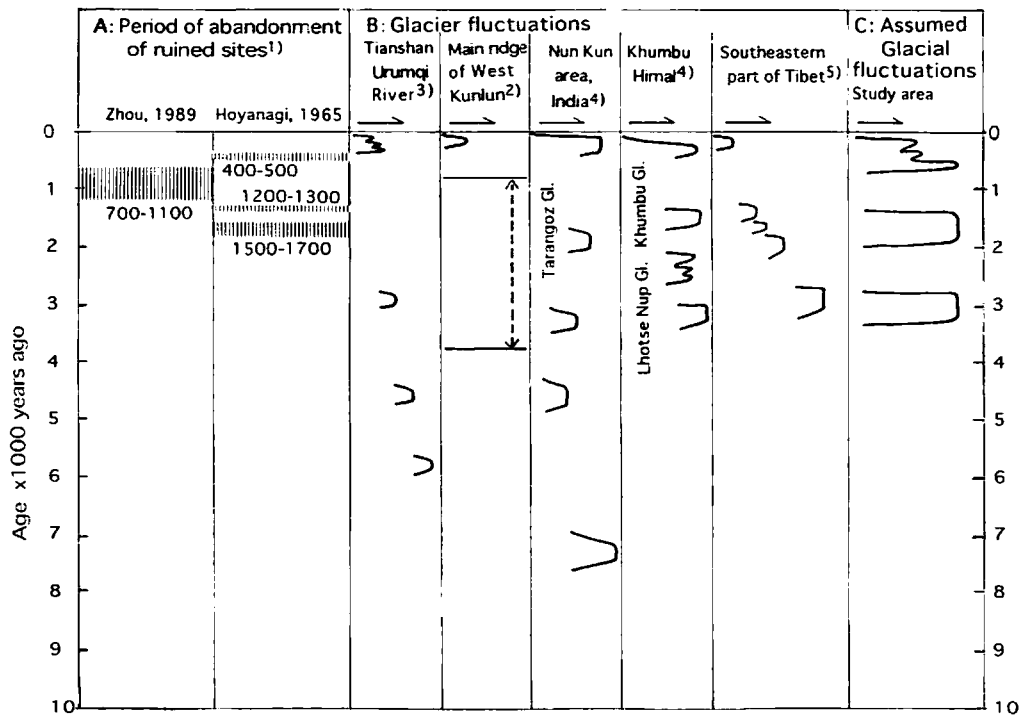 A: Period of abandonment
of ruined sites1)
Zhou, 1989
Hoyanagi, 1965
B: Glacier fluctuations
Tianshan
Urumqi
River3)
Main ridge
of West
Kunlun2)
Nun Kun
area,
India4)
Khumbu
Himal4)
Southeastern
part of Tibet5)
C: Assumed
Glacial
fluctuations
Study area
Age x1000 years ago
0
1
2
3
4
5
6
7
8
9
10
700-1100
400-500
1200-1300
1500-1700
Tarangoz Gl.
Lhotse Nup Gl. Khumbu Gl.
0
1
2
3
4
5
6
7
8
9
10